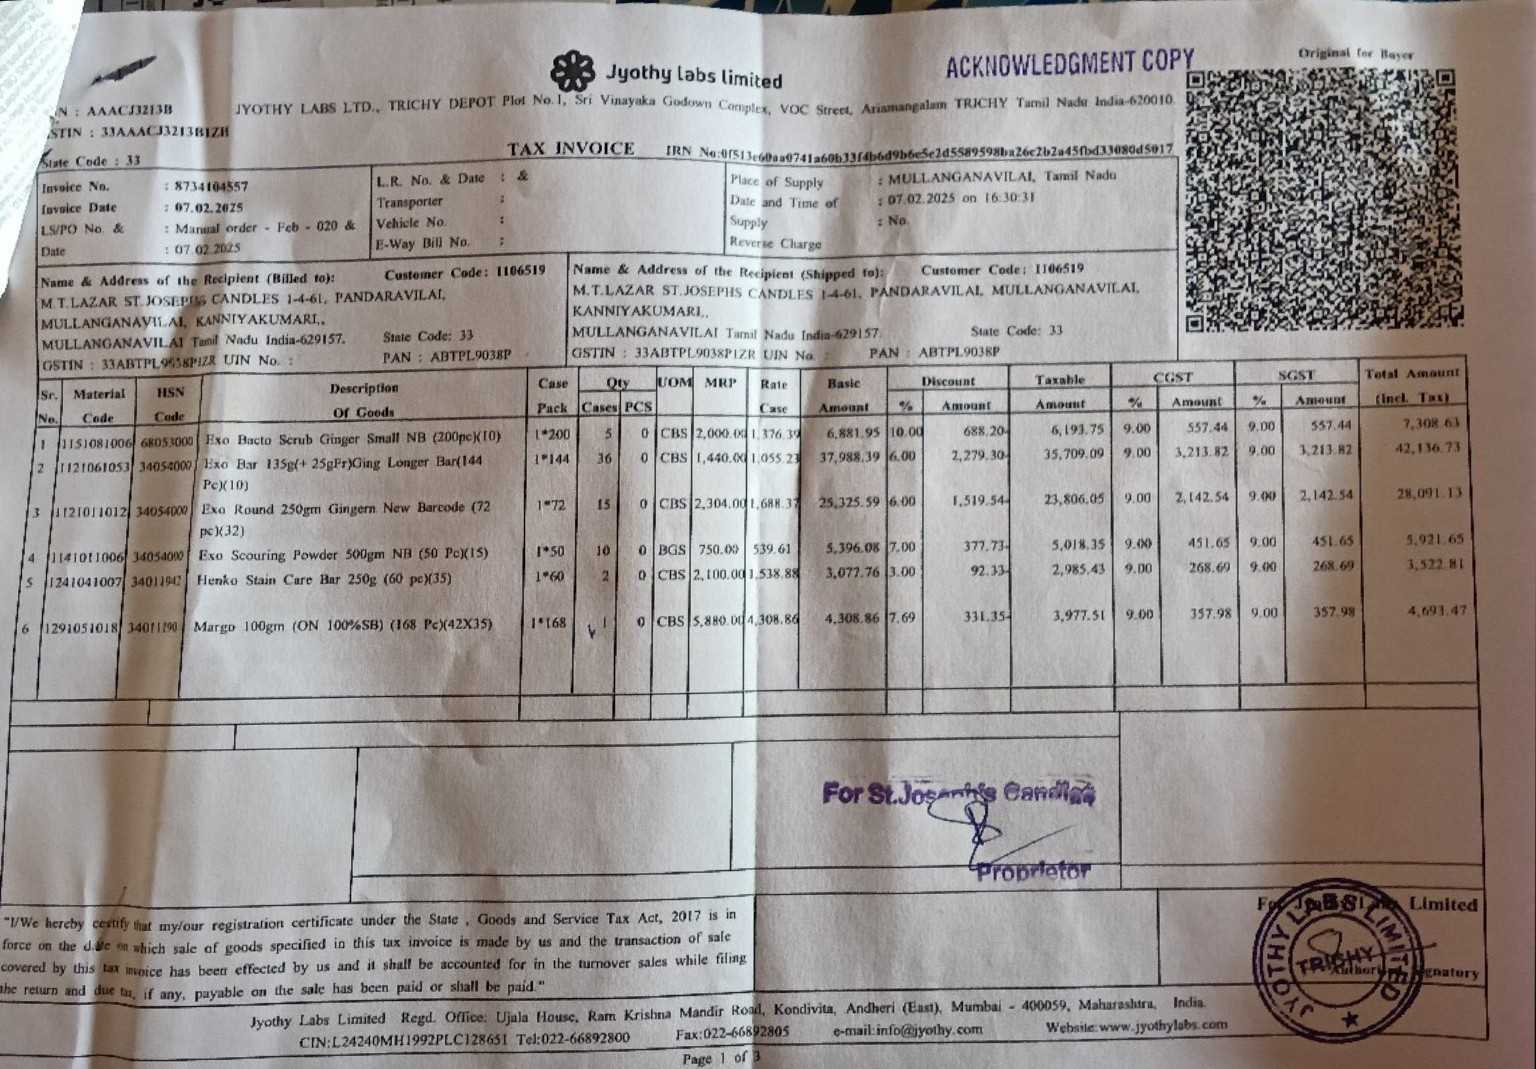 Jyothy labs limited
ACKNOWLEDGMENT COPY
Original for Buyer
: AAACJ3213B
JYOTHY LABS LTD., TRICHY DEPOT Plot No.1, Sri Vinayaka Godown Complex, VOC Street, Ariamangalam TRICHY Tamil Nadu India-620010.
STIN : 33AAACJ3213B1ZH
State Code : 33
TAX INVOICE IRN No:
Invoice No. : 8734104557
Invoice Date : 07.02.2025
LS/PO No. & : Manual order - Feb - 020 &
Date : 07.02.2025
L.R. No. & Date : &
Transporter :
Vehicle No. :
E-Way Bill No. :
Place of Supply : MULLANGANAVILAI, Tamil Nadu
Date and Time of : 07.02.2025 on 16:30:31
Supply : No.
Reverse Charge
Name & Address of the Recipient (Billed to): Customer Code: 1106519
M.T.LAZAR ST.JOSEPHS CANDLES 1-4-61, PANDARAVILAI,
MULLANGANAVILAI, KANNIYAKUMARI,,
MULLANGANAVILAI Tamil Nadu India-629157. State Code: 33
GSTIN : 33ABTPL9038P1ZR UIN No. : PAN : ABTPL9038P
Name & Address of the Recipient (Shipped to): Customer Code: 1106519
M.T.LAZAR ST.JOSEPHS CANDLES 1-4-61, PANDARAVILAI, MULLANGANAVILAI,
KANNIYAKUMARI,,
MULLANGANAVILAI Tamil Nadu India-629157. State Code: 33
GSTIN : 33ABTPL9038P1ZR UIN No. : PAN : ABTPL9038P
Sr. No. Material Code HSN Code Description Of Goods Case Pack Qty Cases PCS UOM MRP Rate Case Basic Amount Discount % Amount Taxable Amount CGST % Amount SGST % Amount Total Amount (incl. Tax)
1 1151081006 68053000 Exo Bacto Scrub Ginger Small NB (200pc)(10) 1*200 5 0 CBS 2,000.00 1,376.39 6,881.95 10.00 688.20- 6,193.75 9.00 557.44 9.00 557.44 7,308.63
2 1121061053 34054000 Exo Bar 135g(+ 25gFr)Ging Longer Bar(144 1*144 36 0 CBS 1,440.00 1,055.23 37,988.39 6.00 2,279.30- 35,709.09 9.00 3,213.82 9.00 3,213.82 42,136.73
Pc)(10)
3 1121011012 34054000 Exo Round 250gm Gingern New Barcode (72 1*72 15 0 CBS 2,304.00 1,688.37 25,325.59 6.00 1,519.54- 23,806.05 9.00 2,142.54 9.00 2,142.54 28,091.13
pc)(32)
4 1141011006 34054000 Exo Scouring Powder 500gm NB (50 Pc)(15) 1*50 10 0 BGS 750.00 539.61 5,396.08 7.00 377.73- 5,018.35 9.00 451.65 9.00 451.65 5,921.65
5 1241041007 34011942 Henko Stain Care Bar 250g (60 pc)(35) 1*60 2 0 CBS 2,100.00 1,538.88 3,077.76 3.00 92.33- 2,985.43 9.00 268.69 9.00 268.69 3,522.81
6 1291051018 34011190 Margo 100gm (ON 100%SB) (168 Pc)(42X35) 1*168 1 0 CBS 5,880.00 4,308.86 4,308.86 7.69 331.35- 3,977.51 9.00 357.98 9.00 357.98 4,693.47
For St.Joseph's Candles
Proprietor
"I/We hereby certify that my/our registration certificate under the State , Goods and Service Tax Act, 2017 is in
force on the date on which sale of goods specified in this tax invoice is made by us and the transaction of sale
covered by this tax invoice has been effected by us and it shall be accounted for in the turnover sales while filing
the return and due tax, if any, payable on the sale has been paid or shall be paid."
For Jyothy Labs Limited
JYOTHY LABS LIMITED
TRICHY
Authorised Signatory
Jyothy Labs Limited Regd. Office: Ujala House, Ram Krishna Mandir Road, Kondivita, Andheri (East), Mumbai - 400059, Maharashtra, India.
CIN:L24240MH1992PLC128651 Tel:022-66892800 Fax:022-66892805 e-mail:info@jyothy.com Website:www.jyothylabs.com
Page 1 of 3